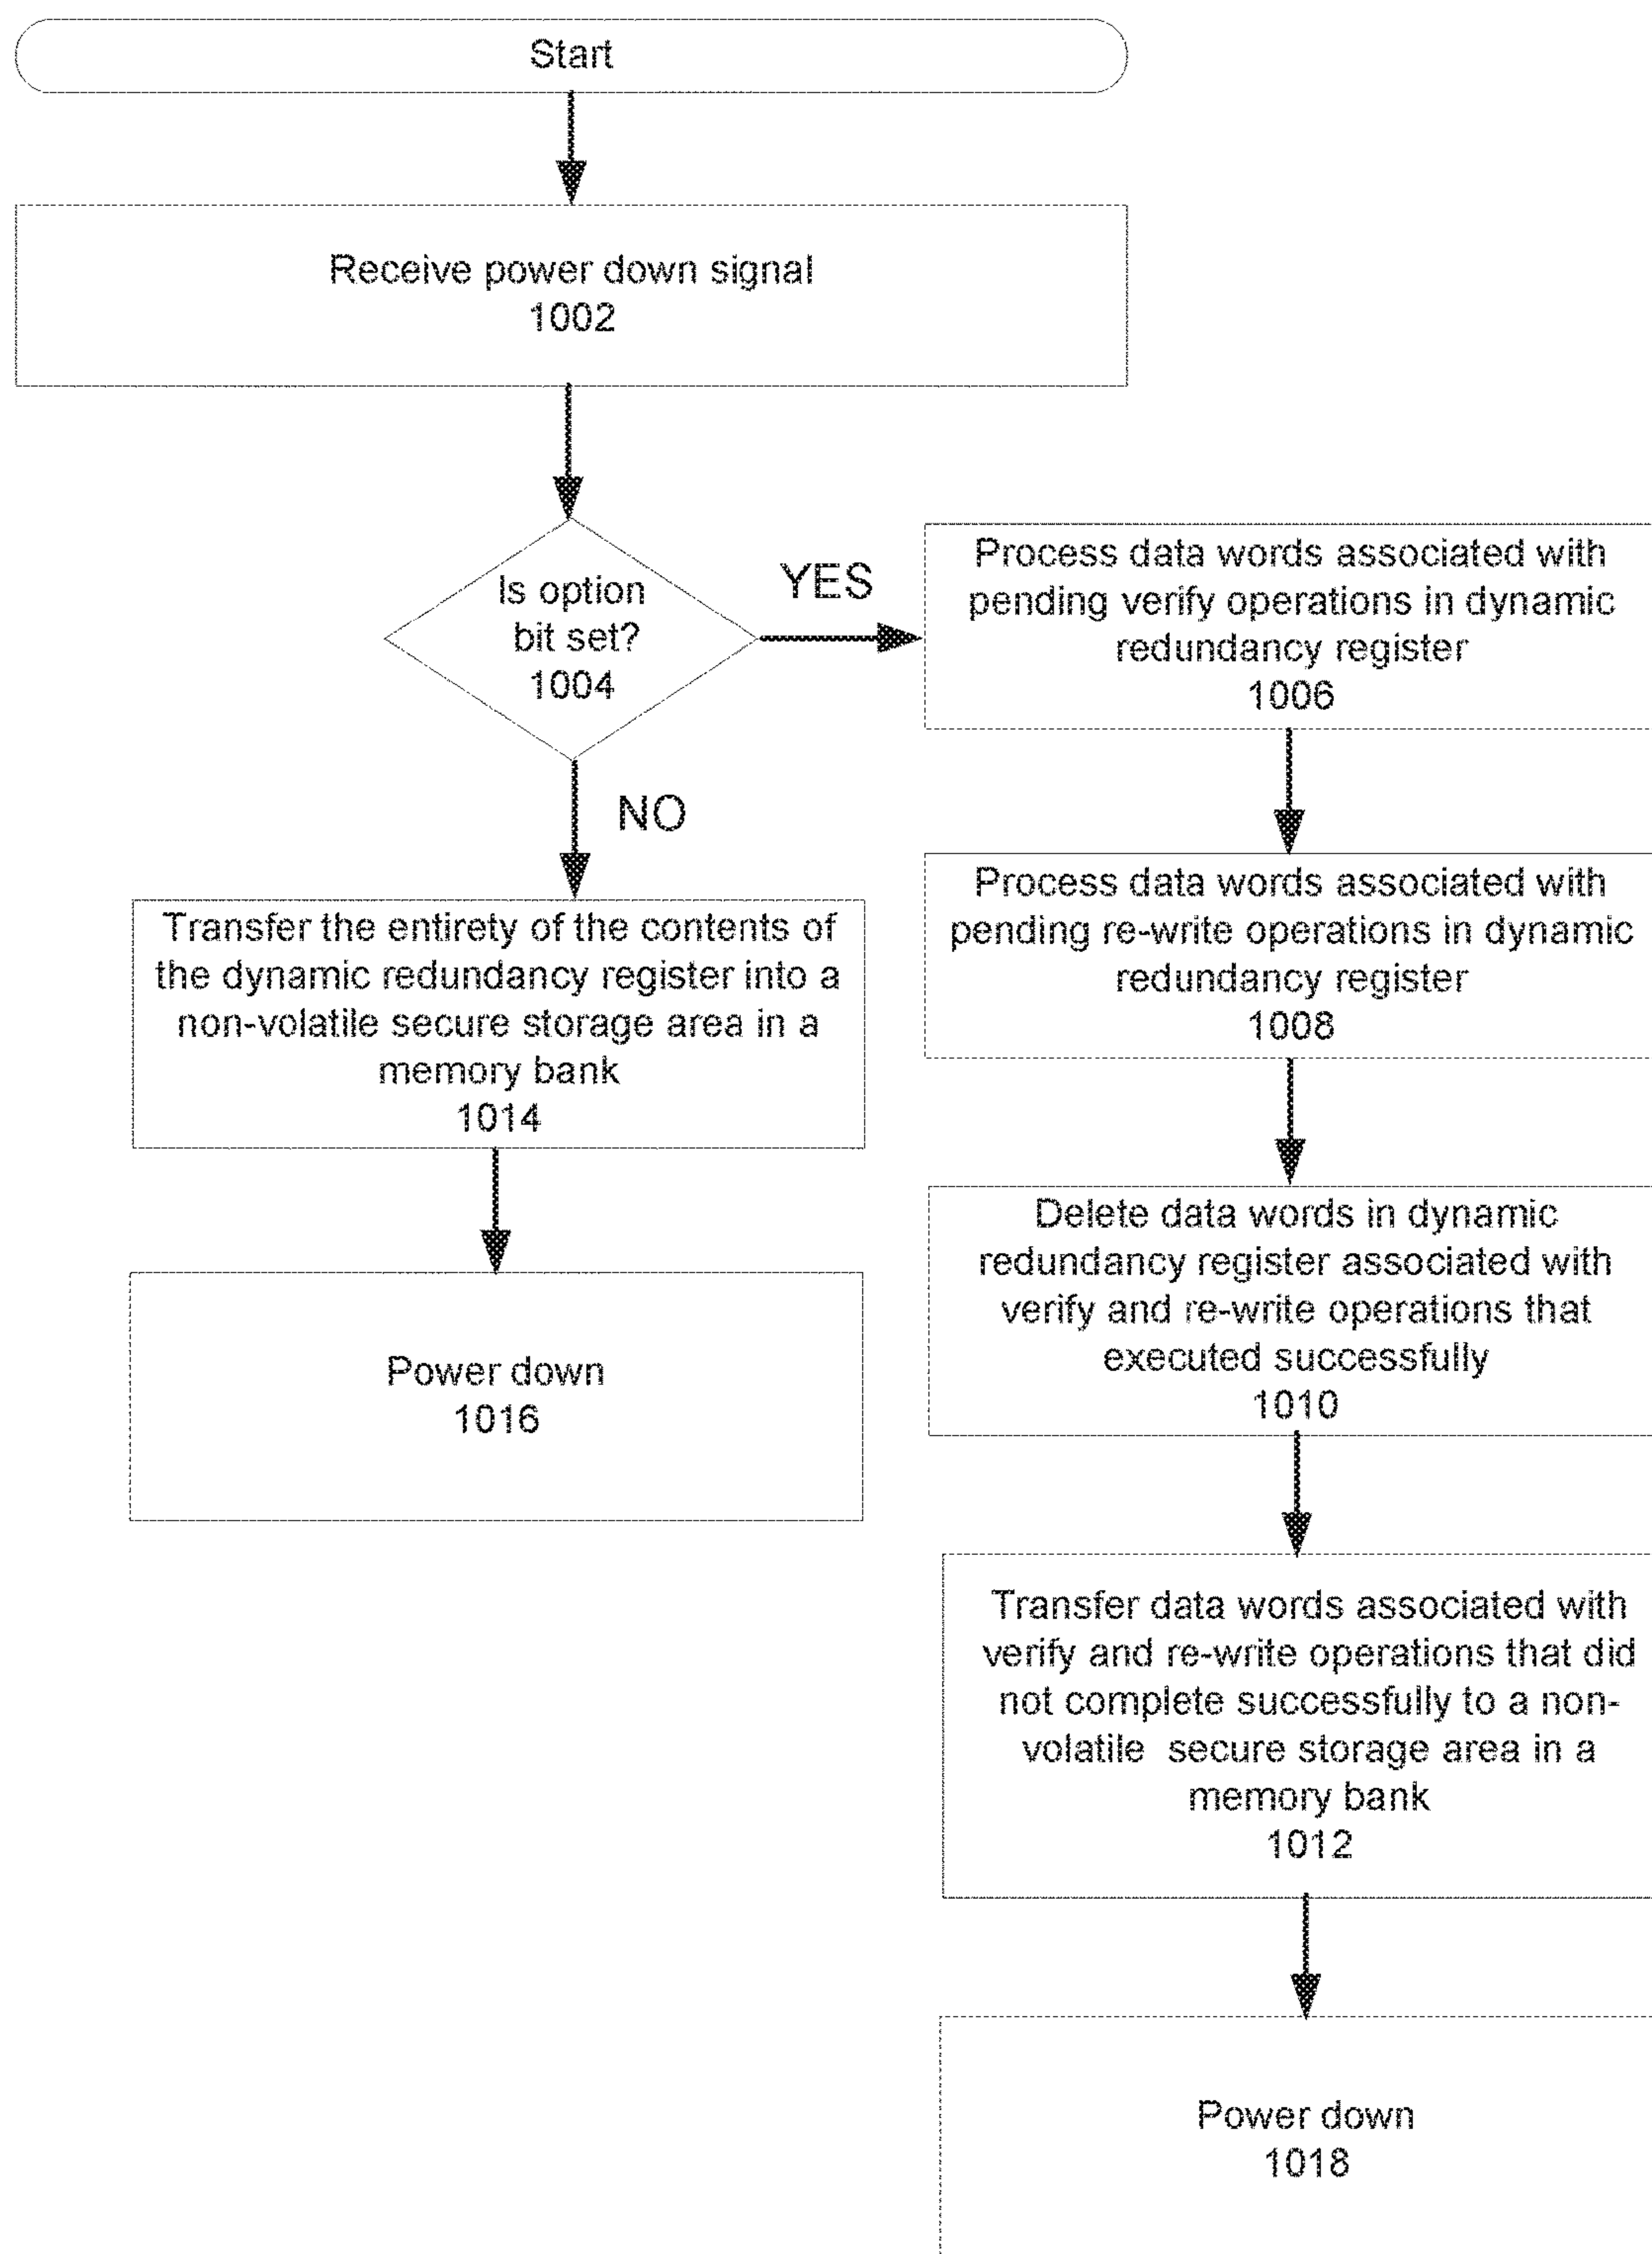 Start
Receive power down signal
1002
Is option
bit set?
1004
YES
NO
Process data words associated with
pending verify operations in dynamic
redundancy register
1006
Process data words associated with
pending re-write operations in dynamic
redundancy register
1008
Transfer the entirety of the contents of
the dynamic redundancy register into a
non-volatile secure storage area in a
memory bank
1014
Delete data words in dynamic
redundancy register associated with
verify and re-write operations that
executed successfully
1010
Power down
1016
Transfer data words associated with
verify and re-write operations that did
not complete successfully to a non-
volatile  secure storage area in a
memory bank
1012
Power down
1018